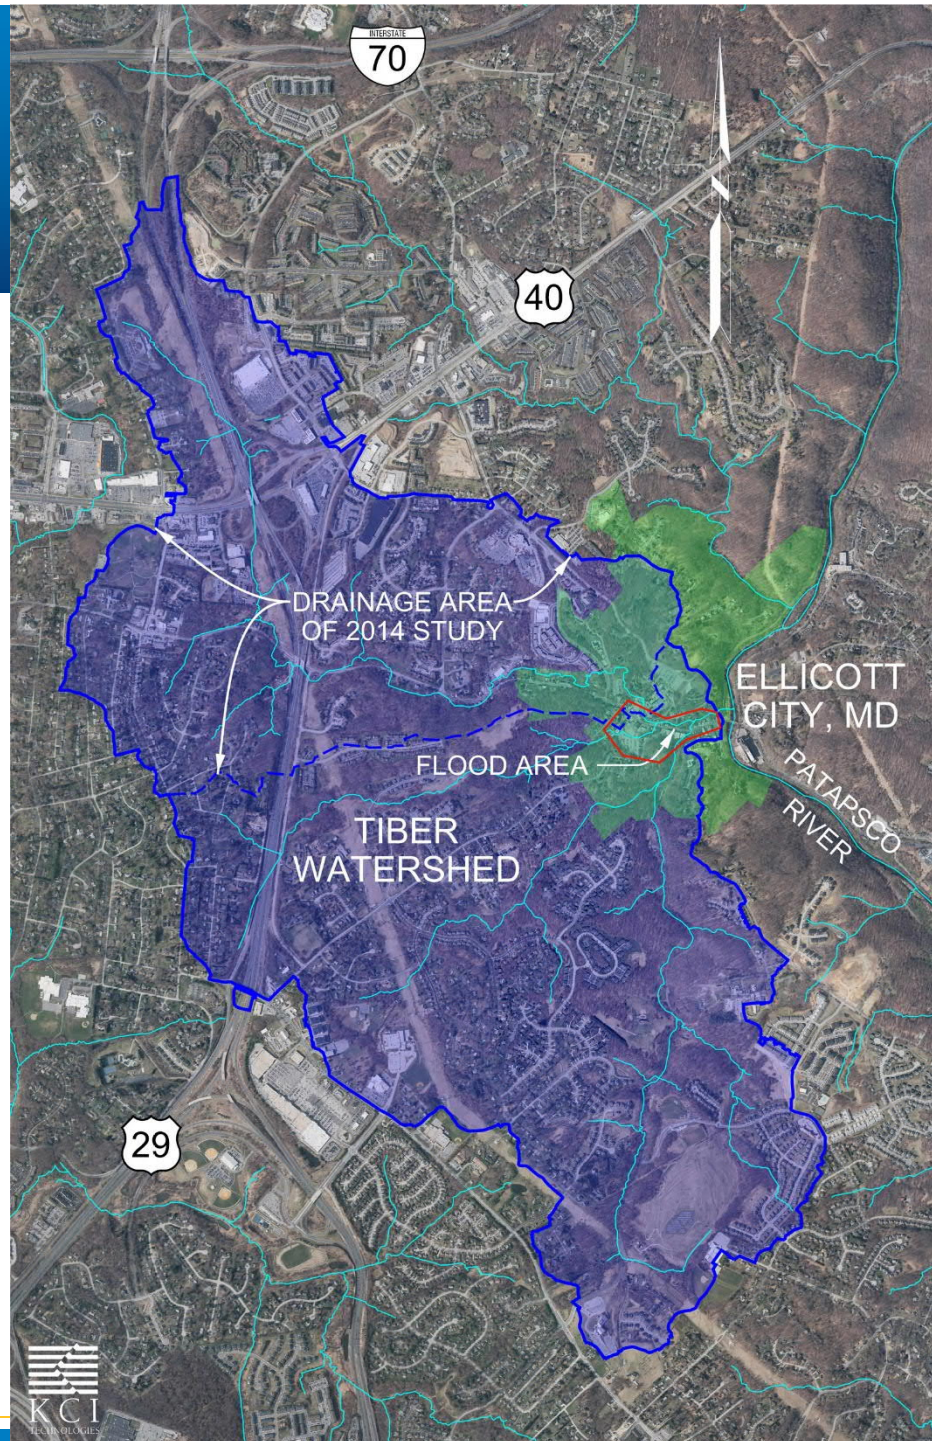 INTERSTATE
70
40
DRAINAGE AREA
OF 2014 STUDY
ELLICOTT
CITY, MD
FLOOD AREA
PATAPSCO
RIVER
TIBER
WATERSHED
29
KCI
TECHNOLOGIES